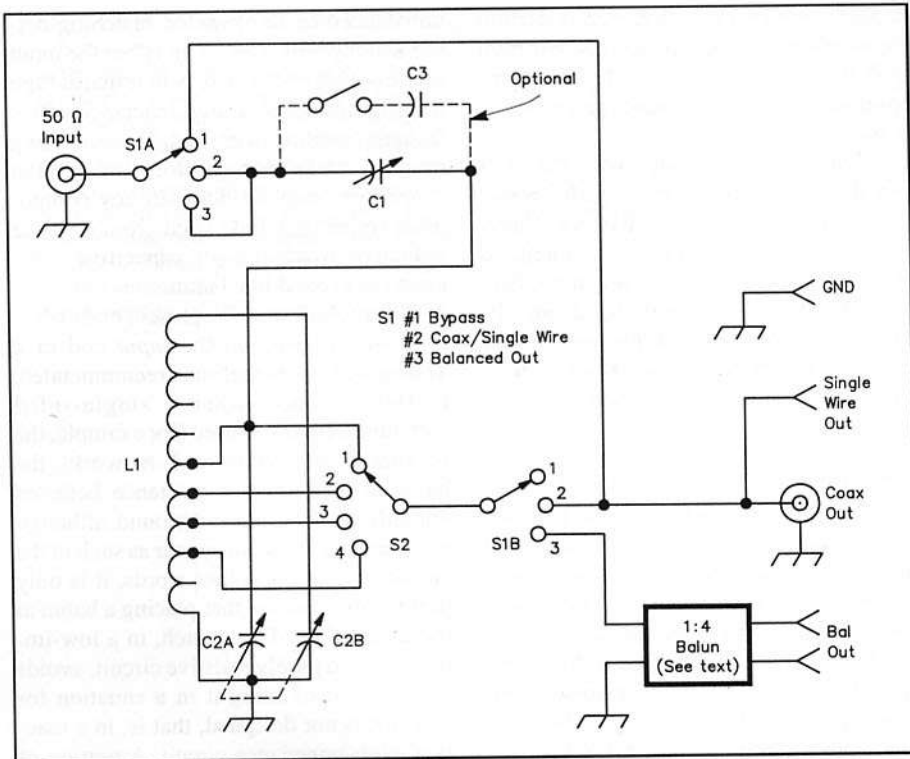 50 Ω
Input
S1A
1
2
3
C3
Optional
C1
S1 #1 Bypass
#2 Coax/Single Wire
#3 Balanced Out
GND
Single
Wire
Out
L1
1
2
3
4
S2
1
2
3
S1B
Coax
Out
C2A
C2B
1:4
Balun
(See text)
Bal
Out